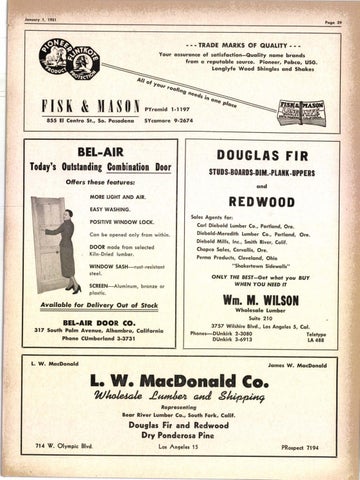 January 1, 1951
Page 59
PIONEER
FLINTKOTE
PRODUCT
PROTECTION
--- TRADE MARKS OF QUALITY ---
Your assurance of satisfaction—Quality name brands
from a reputable source. Pioneer, Pabco, USG.
Longlyfe Wood Shingles and Shakes
All of your roofing needs in one place
FISK & MASON PYramid 1-1197
855 El Centro St., So. Pasadena SYcamore 9-2674
FISK & MASON
BEL-AIR
Today's Outstanding Combination Door
Offers these features:
MORE LIGHT AND AIR.
EASY WASHING.
POSITIVE WINDOW LOCK.
Can be opened only from within.
DOOR made from selected
Kiln-Dried lumber.
WINDOW SASH—rust-resistent
steel.
SCREEN—Aluminum, bronze or
plastic.
Available for Delivery Out of Stock
BEL-AIR DOOR CO.
317 South Palm Avenue, Alhambra, California
Phone CUmberland 3-3731
DOUGLAS FIR
STUDS-BOARDS-DIM.-PLANK-UPPERS
and
REDWOOD
Sales Agents for:
Carl Diebold Lumber Co., Portland, Ore.
Diebold-Meredith Lumber Co., Portland, Ore.
Diebold Mills, Inc., Smith River, Calif.
Chapco Sales, Corvallis, Ore.
Perma Products, Cleveland, Ohio
"Shakertown Sidewalls"
ONLY THE BEST—Get what you BUY
WHEN YOU NEED IT
Wm. M. WILSON
Wholesale Lumber
Suite 210
3757 Wilshire Blvd., Los Angeles 5, Cal.
Phones—DUnkirk 2-3080 Teletype
DUnkirk 3-6913 LA 488
L. W. MacDonald
James W. MacDonald
L. W. MacDonald Co.
Wholesale Lumber and Shipping
Representing
Bear River Lumber Co., South Fork, Calif.
Douglas Fir and Redwood
Dry Ponderosa Pine
714 W. Olympic Blvd. Los Angeles 15 PRospect 7194